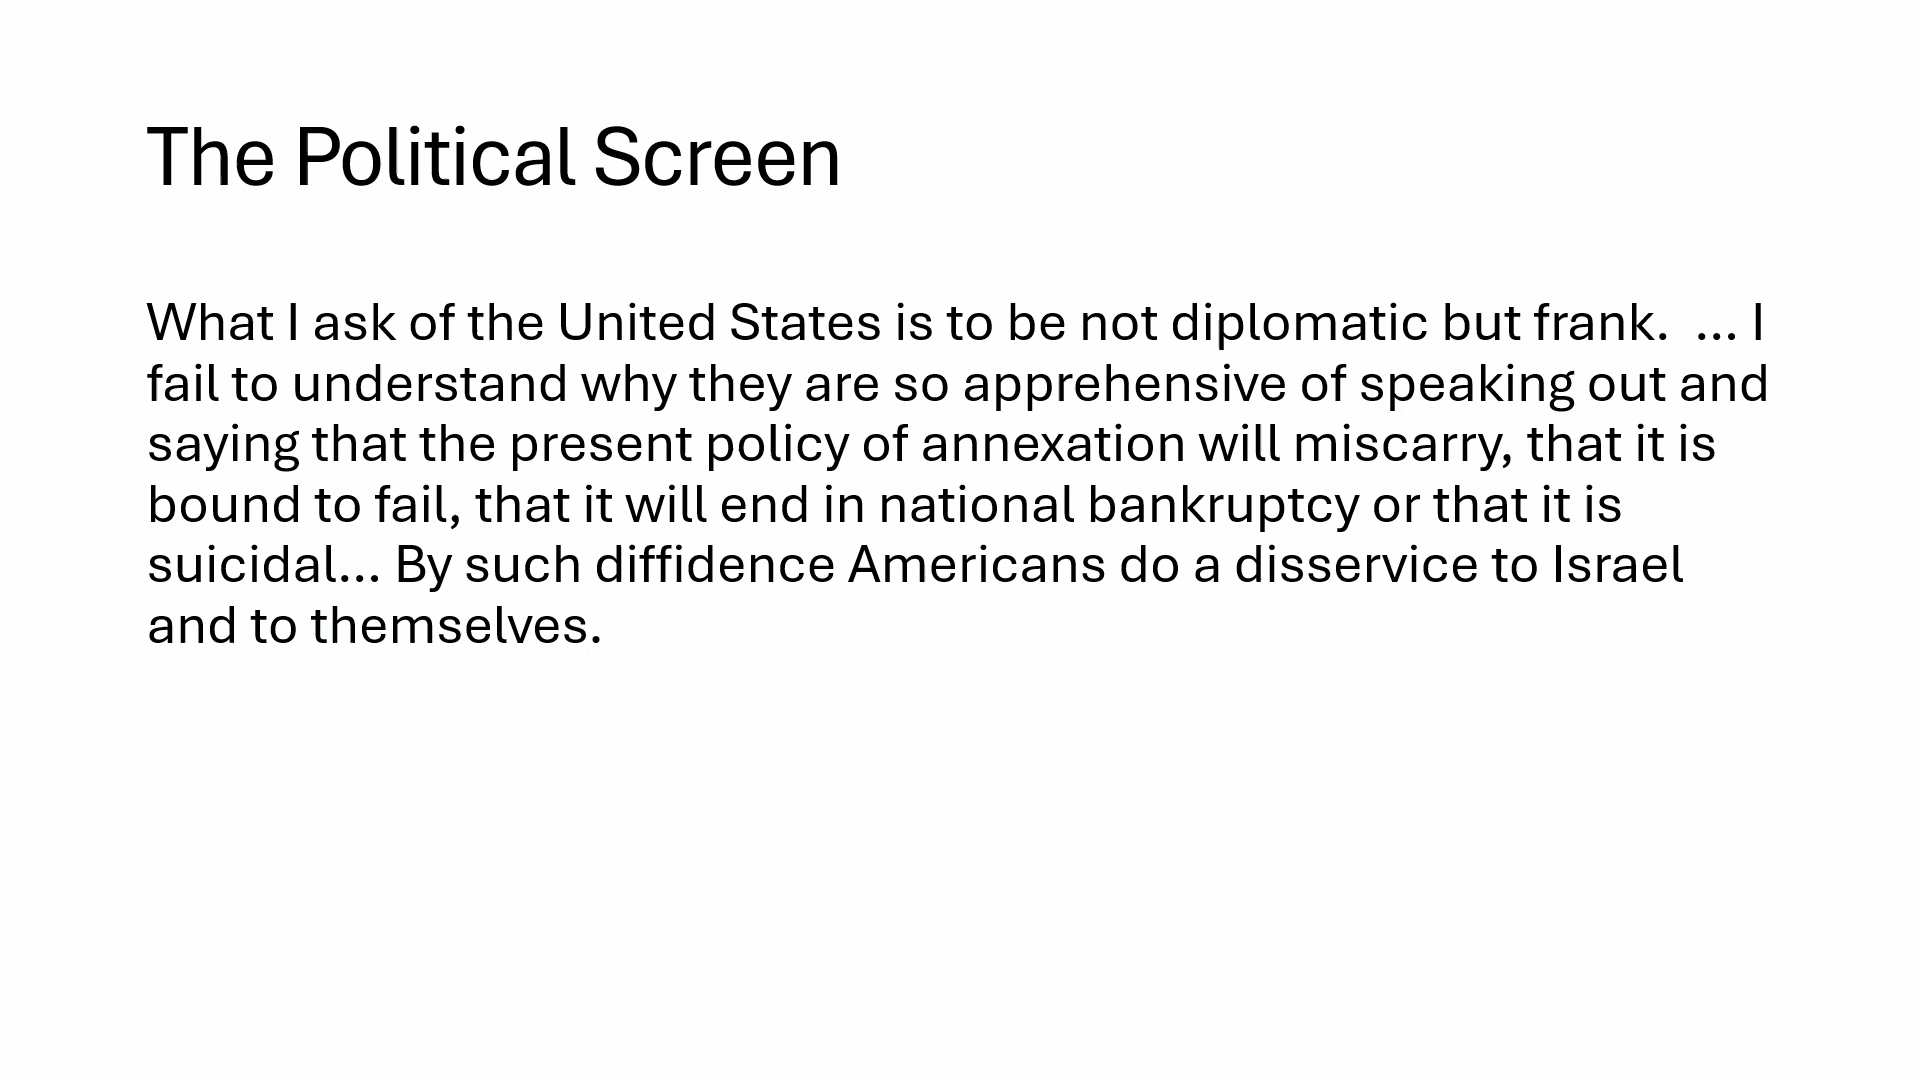 The Political Screen
What I ask of the United States is to be not diplomatic but frank.  ... I
fail to understand why they are so apprehensive of speaking out and
saying that the present policy of annexation will miscarry, that it is
bound to fail, that it will end in national bankruptcy or that it is
suicidal... By such diffidence Americans do a disservice to Israel
and to themselves.